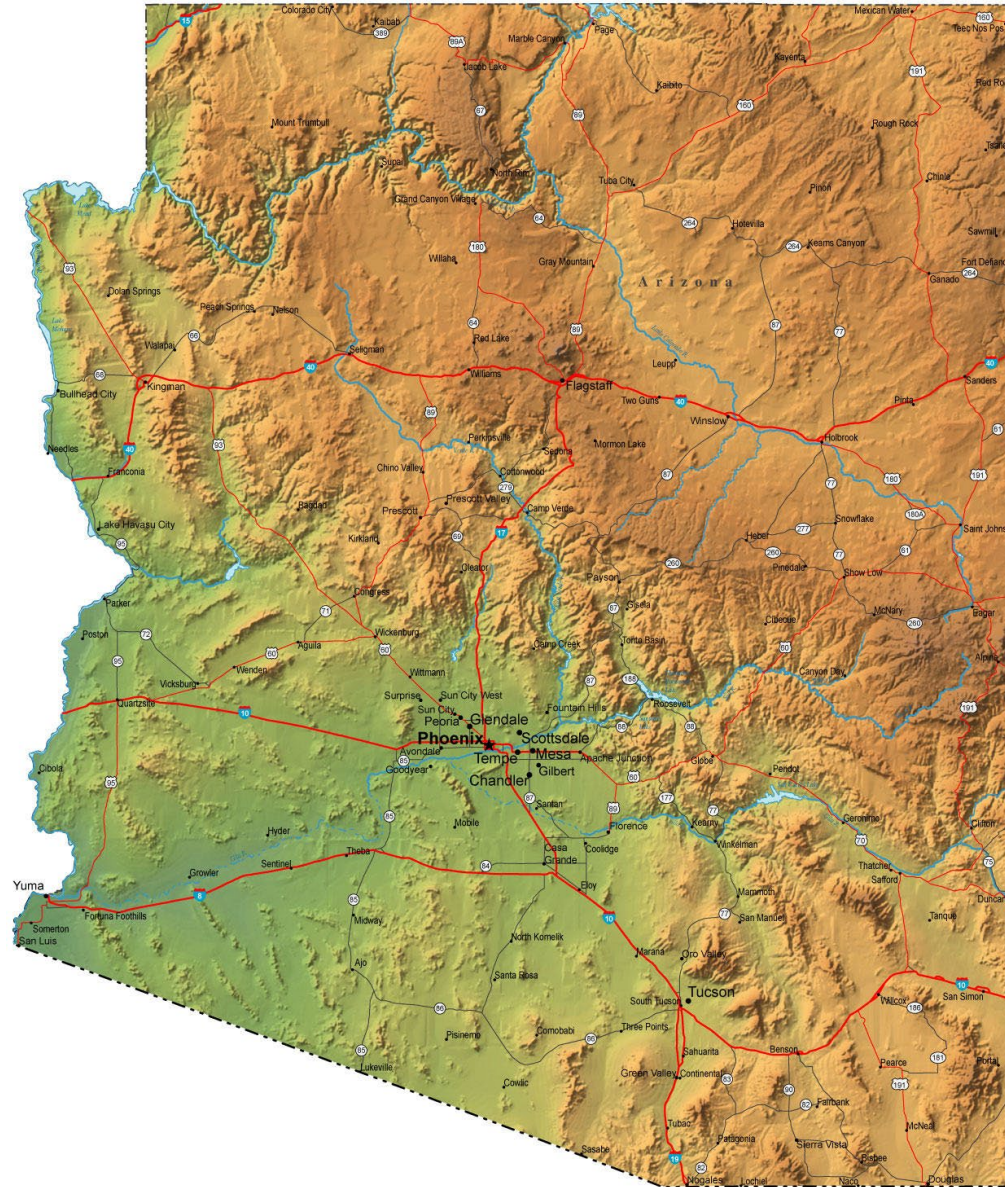 Colorado City
Kaibab
Marble Canyon
Page
Mexican Water
Teec Nos Pos
15
389
89A
160
Jacob Lake
Kaibito
Kayenta
191
67
89
160
Mount Trumbull
Rough Rock
Supai
North Rim
Tuba City
Pinon
Chinle
Grand Canyon Village
64
264
Hotevilla
Sawmill
180
Willaha
Gray Mountain
264
Keams Canyon
Fort Defiance
264
93
Arizona
Ganado
Dolan Springs
Peach Springs
Nelson
64
89
87
77
66
Walapai
Seligman
Red Lake
Leupp
68
40
Williams
40
Kingman
Flagstaff
Sanders
Bullhead City
Two Guns
40
Pinta
89
Winslow
Needles
40
93
Perkinsville
Sedona
Mormon Lake
Holbrook
61
Franconia
Chino Valley
Cottonwood
87
77
180
191
279
Bagdad
Prescott Valley
Prescott
Camp Verde
180A
Lake Havasu City
Snowflake
Saint Johns
95
Kirkland
69
17
Heber
277
77
61
260
260
Pinedale
Cleator
Payson
Show Low
Parker
Congress
87
Gisela
Eagar
71
McNary
Poston
72
Wickenburg
Cibecue
260
Aguila
60
Camp Creek
Tonto Basin
60
95
60
Wenden
Wittmann
Canyon Day
Alpine
Vicksburg
87
188
Surprise
Sun City West
Roosevelt
Quartzsite
Sun City
Fountain Hills
191
10
Peoria
Glendale
88
88
Phoenix
Scottsdale
Avondale
Tempe
Mesa
Apache Junction
Globe
Cibola
85
Goodyear
Gilbert
60
Peridot
95
Chandler
87
Santan
89
177
77
Mobile
Florence
Kearny
Geronimo
Clifton
Hyder
85
Winkelman
70
Theba
Casa
Grande
Coolidge
75
Sentinel
84
Thatcher
Safford
Yuma
Growler
8
Eloy
Mammoth
Duncan
Fortuna Foothills
85
Midway
10
77
San Manuel
Tanque
Somerton
San Luis
North Komelik
Marana
Oro Valley
Ajo
Santa Rosa
10
Tucson
86
South Tucson
Willcox
San Simon
186
Pisinemo
Comobabi
86
Three Points
85
Sahuarita
Benson
181
Lukeville
Pearce
Portal
Green Valley
Continental
83
Cowlic
90
191
82
Fairbank
Tubac
McNeal
Sasabe
19
Patagonia
Sierra Vista
82
Bisbee
Nogales
Lochiel
Naco
Douglas